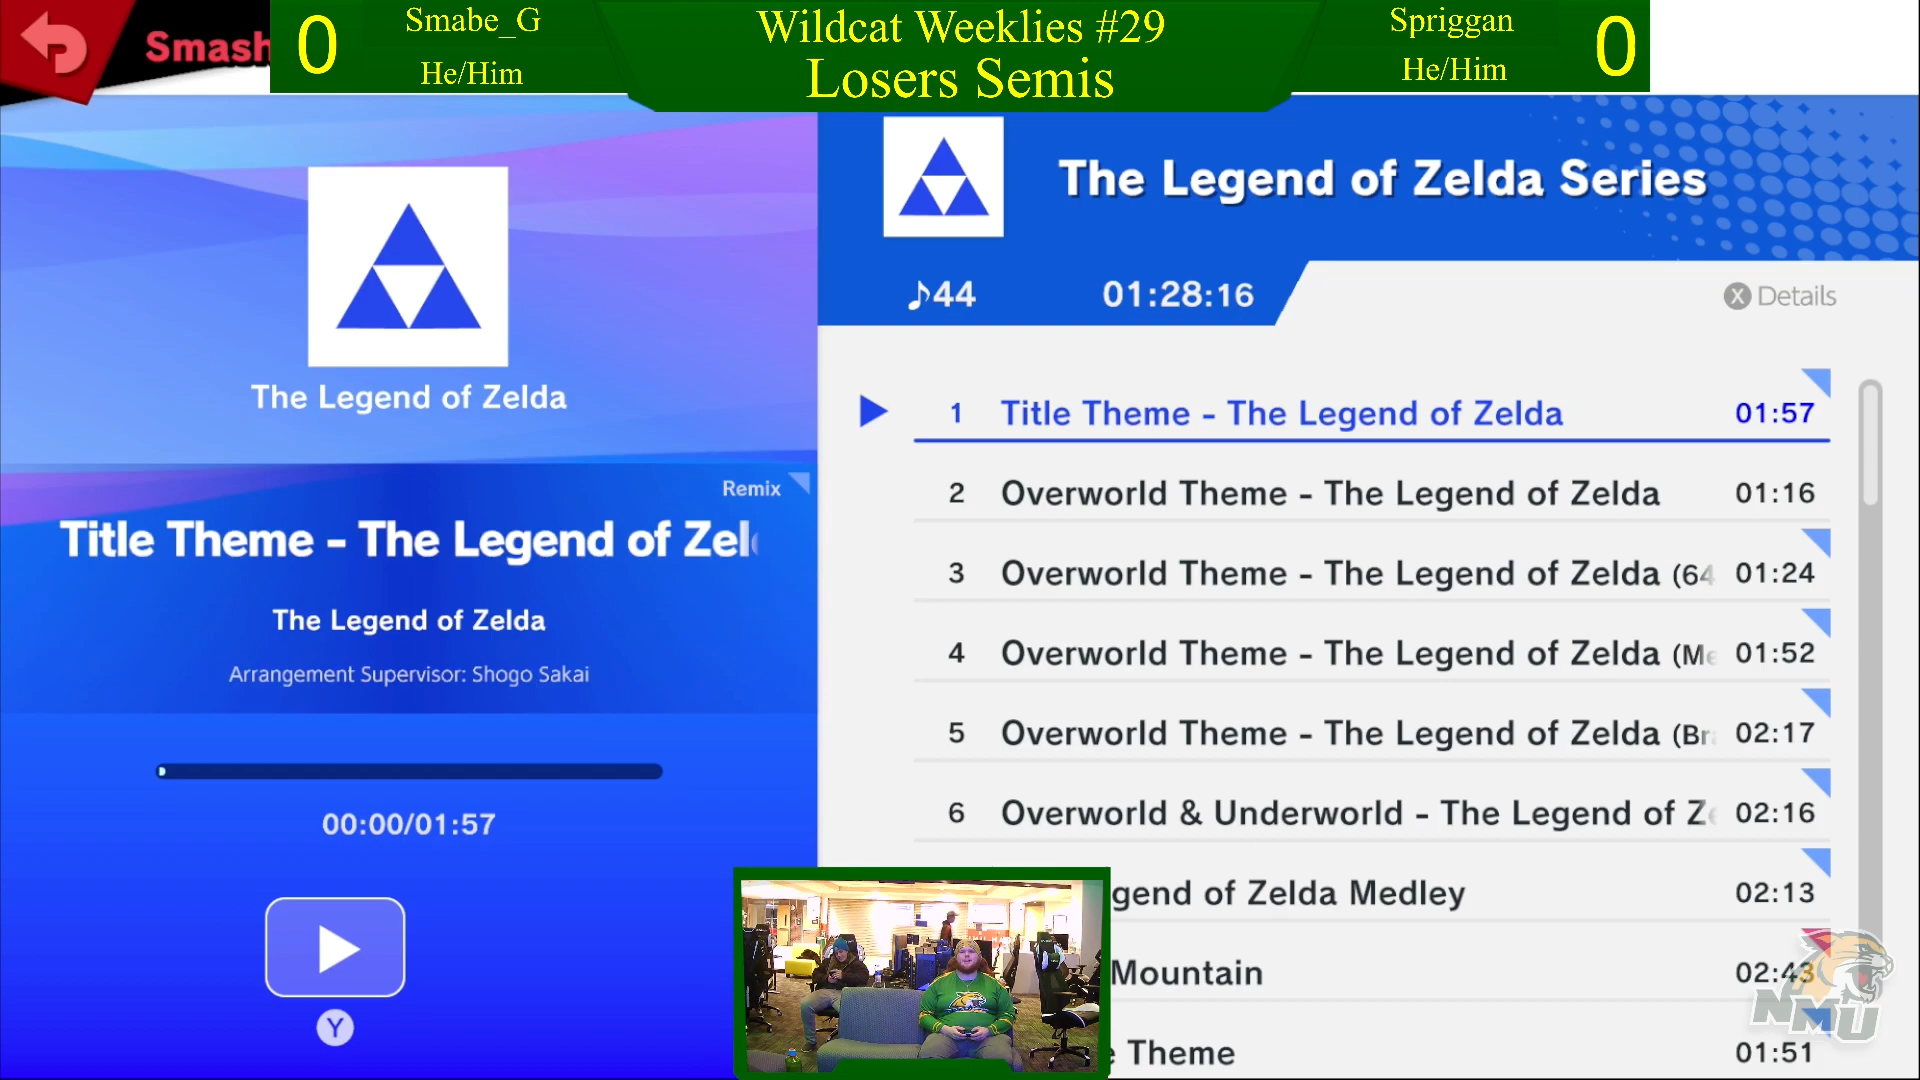 Smash
0
Smabe_G
He/Him
Wildcat Weeklies #29
Losers Semis
Spriggan
He/Him
0
The Legend of Zelda
Remix
Title Theme - The Legend of Zel
The Legend of Zelda
Arrangement Supervisor: Shogo Sakai
00:00/01:57
Y
The Legend of Zelda Series
♪44
01:28:16
X Details
1 Title Theme - The Legend of Zelda 01:57
2 Overworld Theme - The Legend of Zelda 01:16
3 Overworld Theme - The Legend of Zelda (64 01:24
4 Overworld Theme - The Legend of Zelda (Me 01:52
5 Overworld Theme - The Legend of Zelda (Br 02:17
6 Overworld & Underworld - The Legend of Ze 02:16
gend of Zelda Medley 02:13
Mountain 02:43
Theme 01:51
NMU